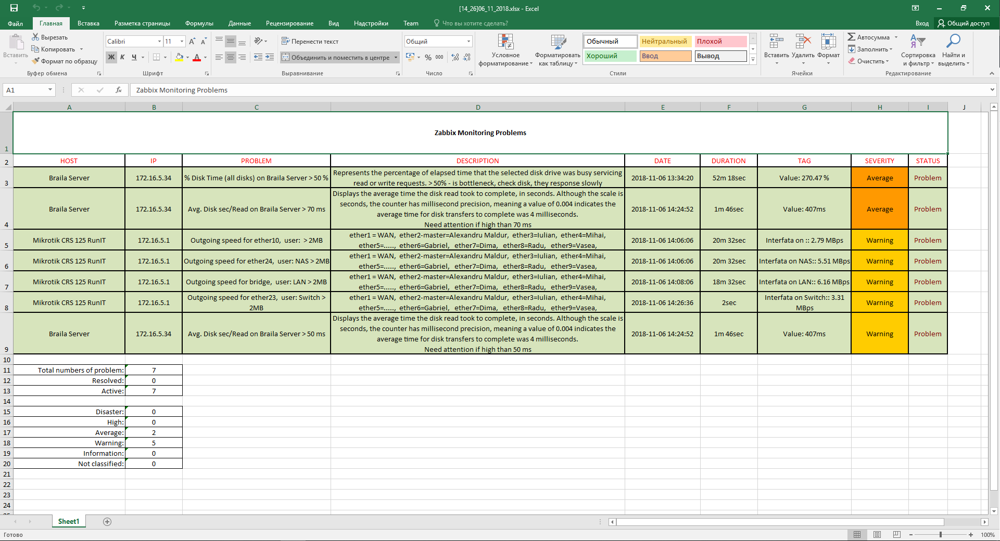 [14_26]06_11_2018.xlsx - Excel
Файл Главная Вставка Разметка страницы Формулы Данные Рецензирование Вид Надстройки Team Что вы хотите сделать? Вход Общий доступ
Вставить
Вырезать
Копировать
Формат по образцу
Буфер обмена
Calibri 11
Ж К Ч
Шрифт
Перенести текст
Объединить и поместить в центре
Выравнивание
Общий
% 000
Число
Условное форматирование
Форматировать как таблицу
Обычный Нейтральный Плохой
Хороший Ввод Вывод
Стили
Вставить Удалить Формат
Ячейки
Автосумма
Заполнить
Очистить
Сортировка и фильтр
Найти и выделить
Редактирование
A1 fx Zabbix Monitoring Problems
A B C D E F G H I J
1 Zabbix Monitoring Problems
2 HOST IP PROBLEM DESCRIPTION DATE DURATION TAG SEVERITY STATUS
3 Braila Server 172.16.5.34 % Disk Time (all disks) on Braila Server > 50 % Represents the percentage of elapsed time that the selected disk drive was busy servicing read or write requests. > 50% - is bottleneck, check disk, they response slowly 2018-11-06 13:34:20 52m 18sec Value: 270.47 % Average Problem
4 Braila Server 172.16.5.34 Avg. Disk sec/Read on Braila Server > 70 ms Displays the average time the disk read took to complete, in seconds. Although the scale is seconds, the counter has millisecond precision, meaning a value of 0.004 indicates the average time for disk transfers to complete was 4 milliseconds. Need attention if high than 70 ms 2018-11-06 14:24:52 1m 46sec Value: 407ms Average Problem
5 Mikrotik CRS 125 RunIT 172.16.5.1 Outgoing speed for ether10, user: > 2MB ether1 = WAN, ether2-master=Alexandru Maldur, ether3=Iulian, ether4=Mihai, ether5=....., ether6=Gabriel, ether7=Dima, ether8=Radu, ether9=Vasea, 2018-11-06 14:06:06 20m 32sec Interfata on :: 2.79 MBps Warning Problem
6 Mikrotik CRS 125 RunIT 172.16.5.1 Outgoing speed for ether24, user: NAS > 2MB ether1 = WAN, ether2-master=Alexandru Maldur, ether3=Iulian, ether4=Mihai, ether5=....., ether6=Gabriel, ether7=Dima, ether8=Radu, ether9=Vasea, 2018-11-06 14:06:06 20m 32sec Interfata on NAS:: 5.51 MBps Warning Problem
7 Mikrotik CRS 125 RunIT 172.16.5.1 Outgoing speed for bridge, user: LAN > 2MB ether1 = WAN, ether2-master=Alexandru Maldur, ether3=Iulian, ether4=Mihai, ether5=....., ether6=Gabriel, ether7=Dima, ether8=Radu, ether9=Vasea, 2018-11-06 14:08:06 18m 32sec Interfata on LAN:: 6.16 MBps Warning Problem
8 Mikrotik CRS 125 RunIT 172.16.5.1 Outgoing speed for ether23, user: Switch > 2MB ether1 = WAN, ether2-master=Alexandru Maldur, ether3=Iulian, ether4=Mihai, ether5=....., ether6=Gabriel, ether7=Dima, ether8=Radu, ether9=Vasea, 2018-11-06 14:26:36 2sec Interfata on Switch:: 3.31 MBps Warning Problem
9 Braila Server 172.16.5.34 Avg. Disk sec/Read on Braila Server > 50 ms Displays the average time the disk read took to complete, in seconds. Although the scale is seconds, the counter has millisecond precision, meaning a value of 0.004 indicates the average time for disk transfers to complete was 4 milliseconds. Need attention if high than 50 ms 2018-11-06 14:24:52 1m 46sec Value: 407ms Warning Problem
10
11 Total numbers of problem: 7
12 Resolved: 0
13 Active: 7
14
15 Disaster: 0
16 High: 0
17 Average: 2
18 Warning: 5
19 Information: 0
20 Not classified: 0
21
22
23
24
Sheet1
Готово 100%